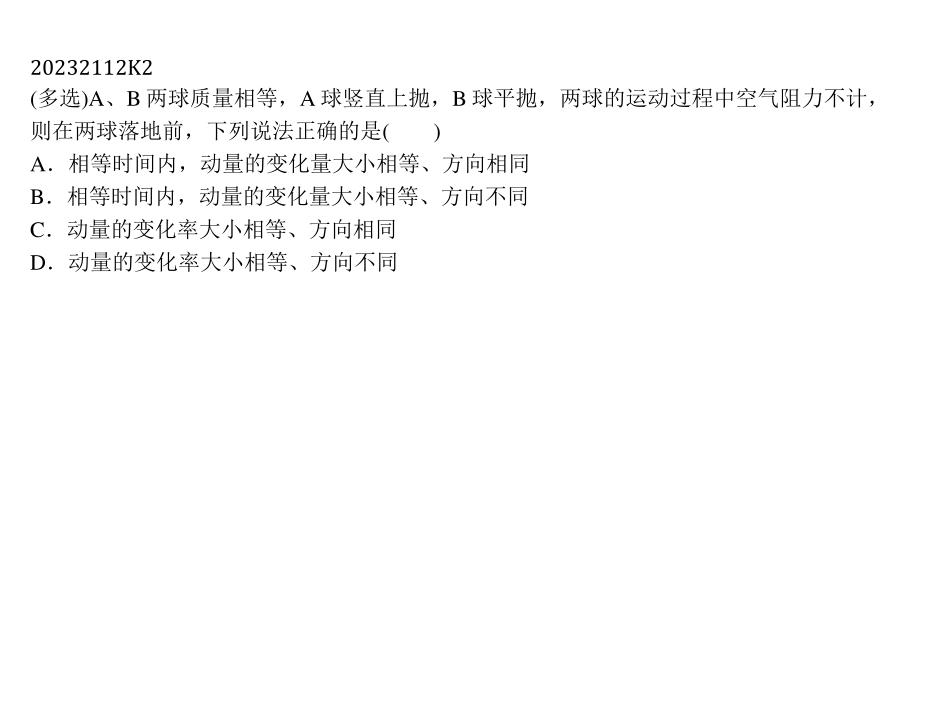 20232112K2
(多选)A、B 两球质量相等，A 球竖直上抛，B 球平抛，两球的运动过程中空气阻力不计，
则在两球落地前，下列说法正确的是(　　)
A．相等时间内，动量的变化量大小相等、方向相同
B．相等时间内，动量的变化量大小相等、方向不同
C．动量的变化率大小相等、方向相同
D．动量的变化率大小相等、方向不同